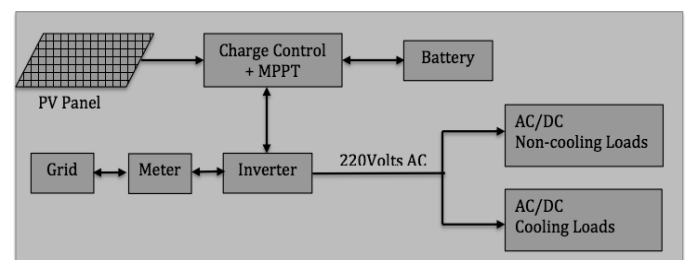 Charge Control
+ MPPT
Battery
PV Panel
AC/DC
Non-cooling Loads
Grid
Meter
Inverter
220Volts AC
AC/DC
Cooling Loads